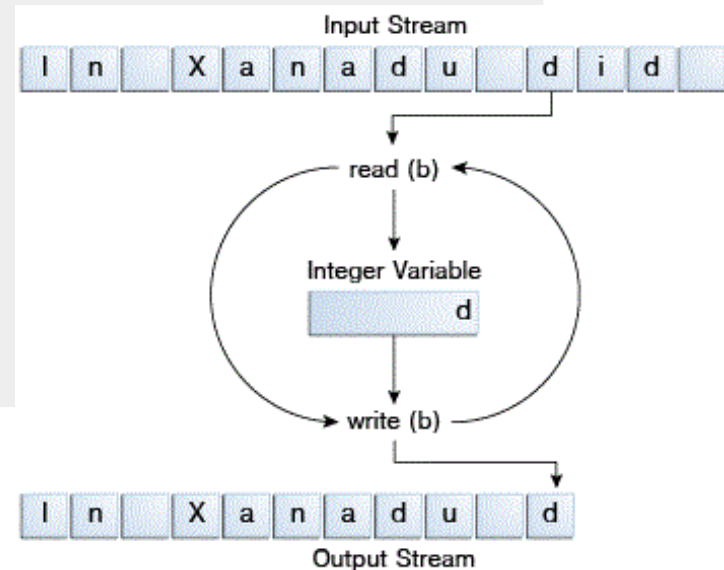 Input Stream
I n X a n a d u d i d
read (b)
Integer Variable
d
write (b)
I n X a n a d u d
Output Stream